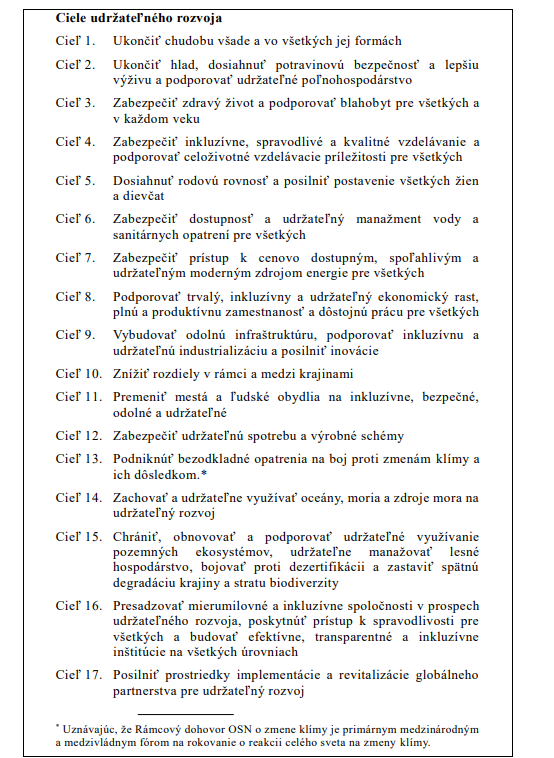 Ciele udržateľného rozvoja
Cieľ 1. Ukončiť chudobu všade a vo všetkých jej formách
Cieľ 2. Ukončiť hlad, dosiahnuť potravinovú bezpečnosť a lepšiu
výživu a podporovať udržateľné poľnohospodárstvo
Cieľ 3. Zabezpečiť zdravý život a podporovať blahobyt pre všetkých a
v každom veku
Cieľ 4. Zabezpečiť inkluzívne, spravodlivé a kvalitné vzdelávanie a
podporovať celoživotné vzdelávacie príležitosti pre všetkých
Cieľ 5. Dosiahnuť rodovú rovnosť a posilniť postavenie všetkých žien
a dievčat
Cieľ 6. Zabezpečiť dostupnosť a udržateľný manažment vody a
sanitárnych opatrení pre všetkých
Cieľ 7. Zabezpečiť prístup k cenovo dostupným, spoľahlivým a
udržateľným moderným zdrojom energie pre všetkých
Cieľ 8. Podporovať trvalý, inkluzívny a udržateľný ekonomický rast,
plnú a produktívnu zamestnanosť a dôstojnú prácu pre všetkých
Cieľ 9. Vybudovať odolnú infraštruktúru, podporovať inkluzívnu a
udržateľnú industrializáciu a posilniť inovácie
Cieľ 10. Znížiť rozdiely v rámci a medzi krajinami
Cieľ 11. Premeniť mestá a ľudské obydlia na inkluzívne, bezpečné,
odolné a udržateľné
Cieľ 12. Zabezpečiť udržateľnú spotrebu a výrobné schémy
Cieľ 13. Podniknúť bezodkladné opatrenia na boj proti zmenám klímy a
ich dôsledkom.*
Cieľ 14. Zachovať a udržateľne využívať oceány, moria a zdroje mora na
udržateľný rozvoj
Cieľ 15. Chrániť, obnovovať a podporovať udržateľné využívanie
pozemných ekosystémov, udržateľne manažovať lesné
hospodárstvo, bojovať proti dezertifikácii a zastaviť spätnú
degradáciu krajiny a stratu biodiverzity
Cieľ 16. Presadzovať mierumilovné a inkluzívne spoločnosti v prospech
udržateľného rozvoja, poskytnúť prístup k spravodlivosti pre
všetkých a budovať efektívne, transparentné a inkluzívne
inštitúcie na všetkých úrovniach
Cieľ 17. Posilniť prostriedky implementácie a revitalizácie globálneho
partnerstva pre udržateľný rozvoj
* Uznávajúc, že Rámcový dohovor OSN o zmene klímy je primárnym medzinárodným
a medzivládnym fórom na rokovanie o reakcii celého sveta na zmeny klímy.